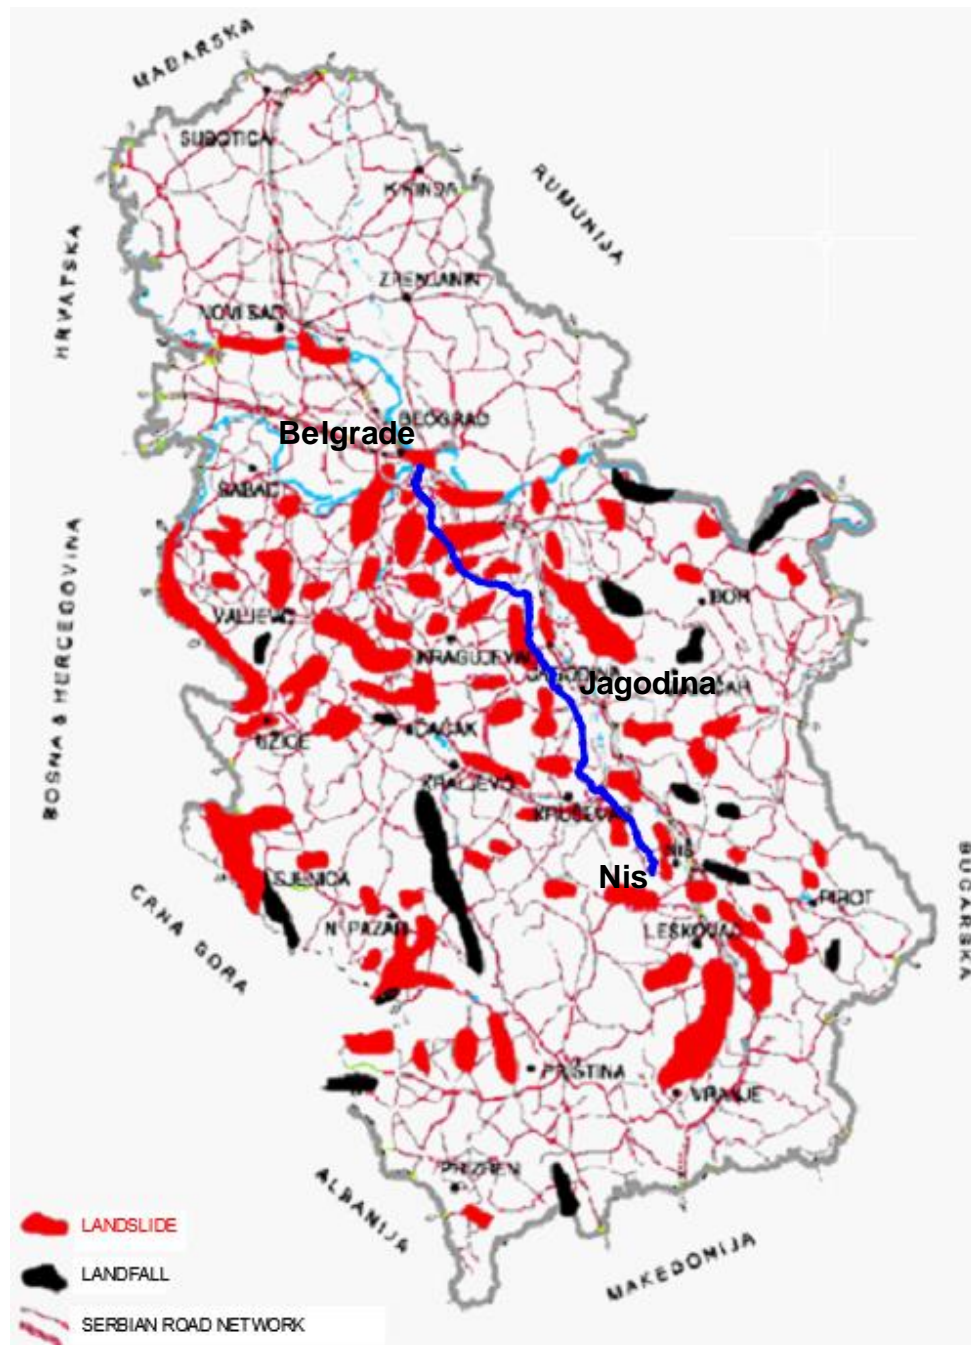 MAĐARSKA
SUBOTICA
KIKINDA
RUMUNIJA
HRVATSKA
ZRENJANIN
NOVI SAD
BEOGRAD
Belgrade
ŠABAC
BOSNA & HERCEGOVINA
BOR
VALJEVO
KRAGUJEVAC
JAGODINA
Jagodina
UŽICE
ČAČAK
KRALJEVO
KRUŠEVAC
NIŠ
Nis
BUGARSKA
SJENICA
CRNA GORA
PIROT
N. PAZAR
LESKOVAC
PRIŠTINA
VRANJE
PRIZREN
ALBANIJA
MAKEDONIJA
LANDSLIDE
LANDFALL
SERBIAN ROAD NETWORK